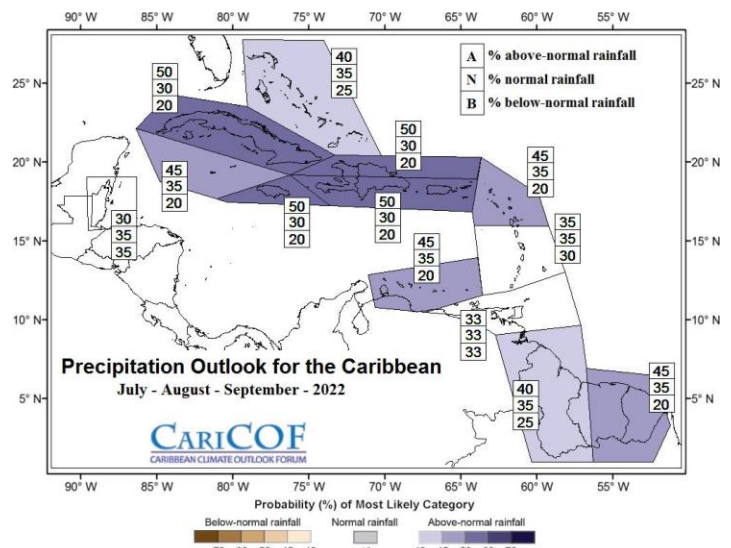 90° W 85° W 80° W 75° W 70° W 65° W 60° W 55° W
A % above-normal rainfall
N % normal rainfall
B % below-normal rainfall
25° N
20° N
15° N
10° N
5° N
25° N
20° N
15° N
10° N
5° N
40
35
25
50
30
20
50
30
20
45
35
20
45
35
20
30
35
35
50
30
20
50
30
20
35
35
30
45
35
20
33
33
33
40
35
25
45
35
20
Precipitation Outlook for the Caribbean
July - August - September - 2022
CARICOF
CARIBBEAN CLIMATE OUTLOOK FORUM
90° W 85° W 80° W 75° W 70° W 65° W 60° W 55° W
Probability (%) of Most Likely Category
Below-normal rainfall Normal rainfall Above-normal rainfall